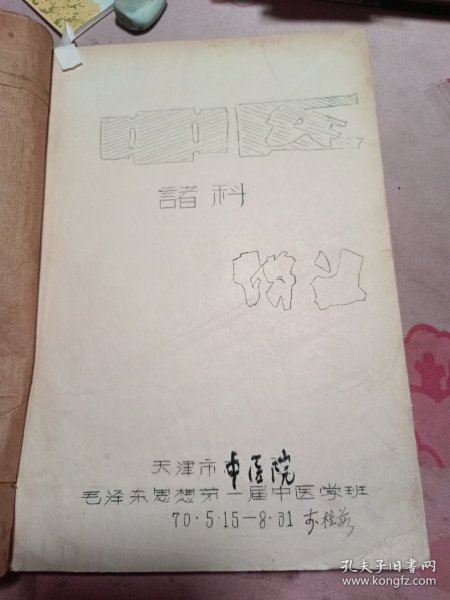 中医
諸科
讲义
天津市中医院
毛泽东思想第一届中医学班
70·5·15-8·31
孔夫子旧书网
www.kongfz.com